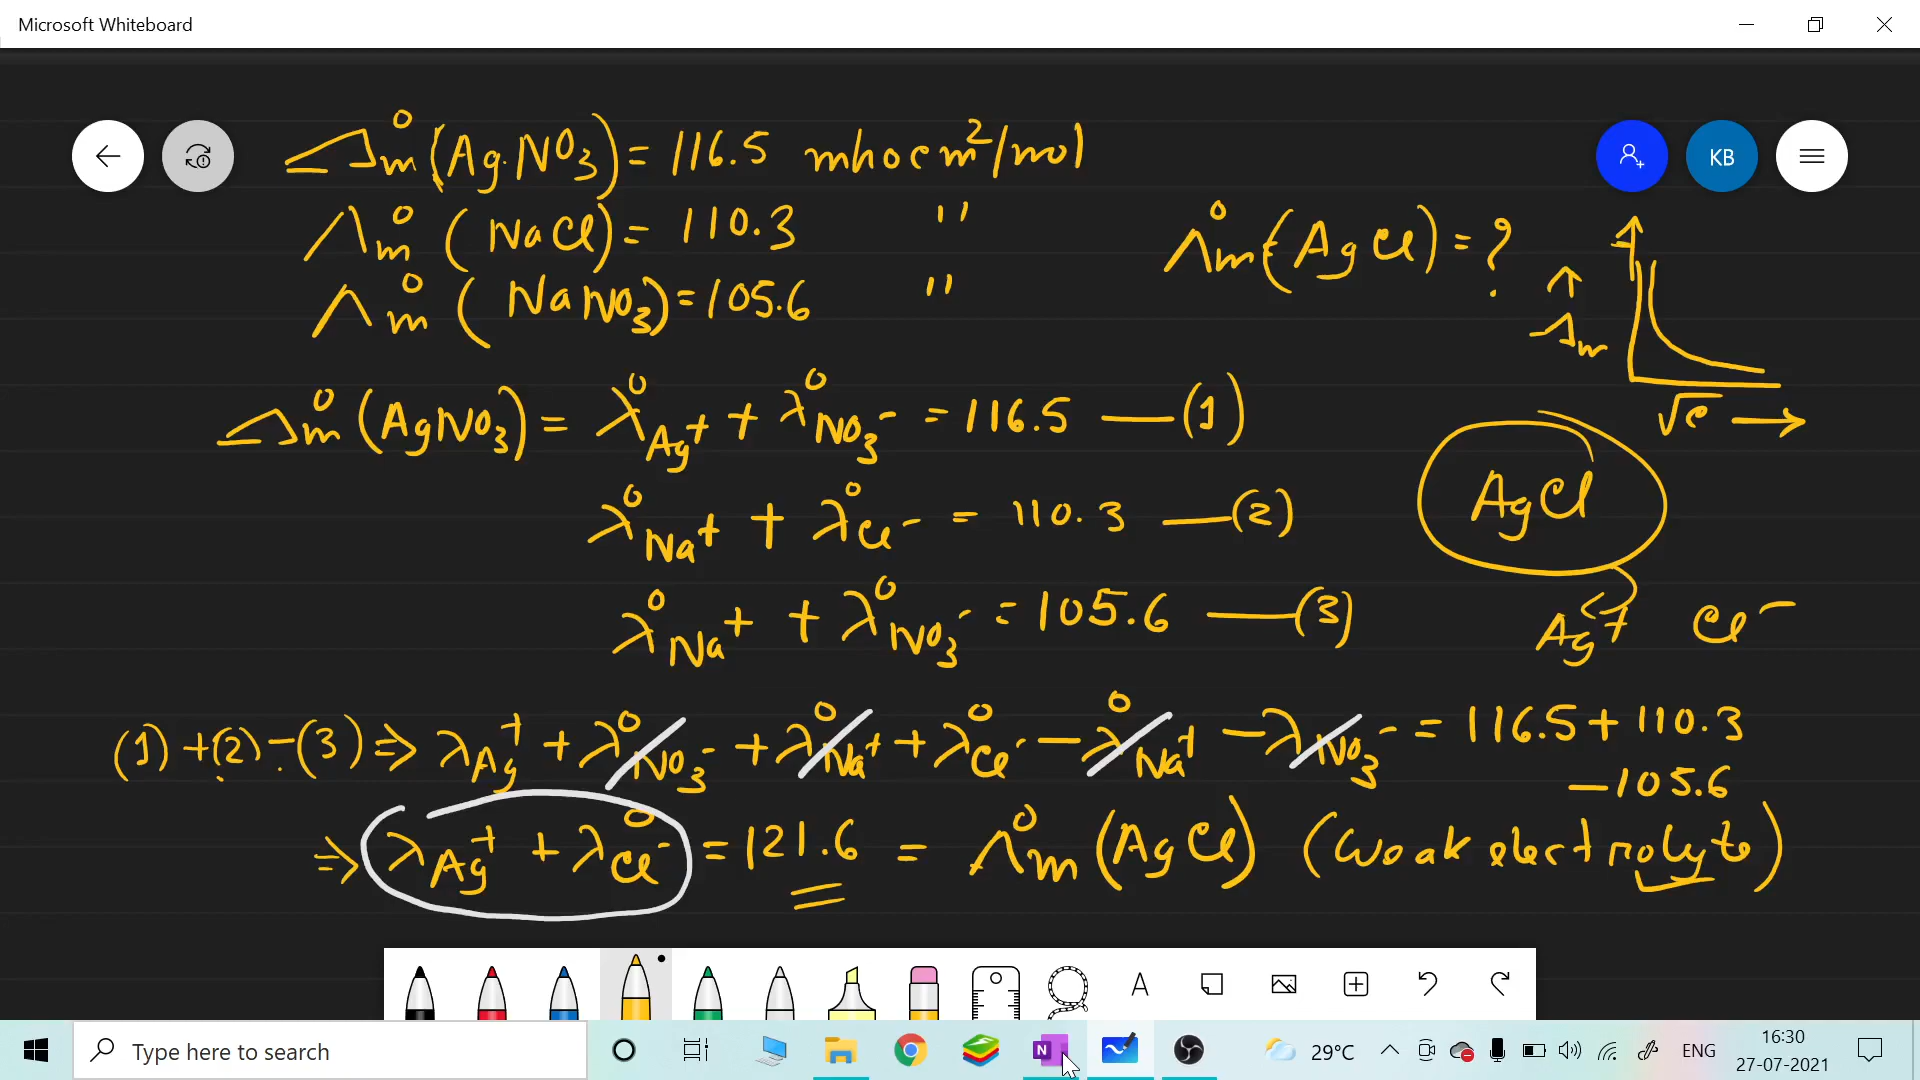 Microsoft Whiteboard
Λ°m (AgNO3) = 116.5 mho cm²/mol
Λ°m (NaCl) = 110.3 "
Λ°m (AgCl) = ?
Λ°m (NaNO3) = 105.6 "
Λm
√c
Λ°m (AgNO3) = λ°Ag+ + λ°NO3- = 116.5 — (1)
λ°Na+ + λ°Cl- = 110.3 — (2)
AgCl
λ°Na+ + λ°NO3- = 105.6 — (3)
Ag+ Cl-
(1) + (2) - (3) ⇒ λAg+ + λ°NO3- + λ°Na+ + λ°Cl- - λ°Na+ - λNO3- = 116.5 + 110.3
- 105.6
⇒ λAg+ + λ°Cl- = 121.6 = Λ°m (AgCl) (Weak electrolyte)
KB
A
Type here to search
N
29°C
ENG
16:30
27-07-2021